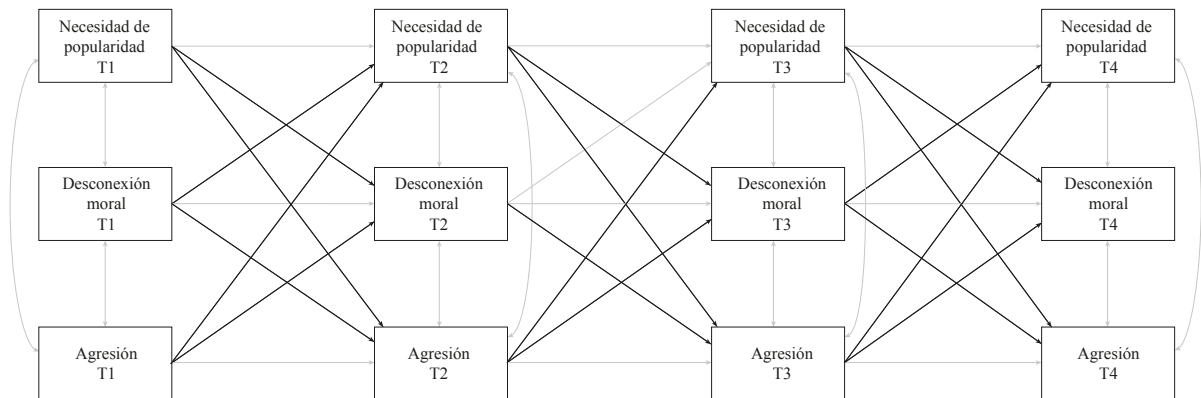 Necesidad de
popularidad
T1
Necesidad de
popularidad
T2
Necesidad de
popularidad
T3
Necesidad de
popularidad
T4
Desconexión
moral
T1
Desconexión
moral
T2
Desconexión
moral
T3
Desconexión
moral
T4
Agresión
T1
Agresión
T2
Agresión
T3
Agresión
T4